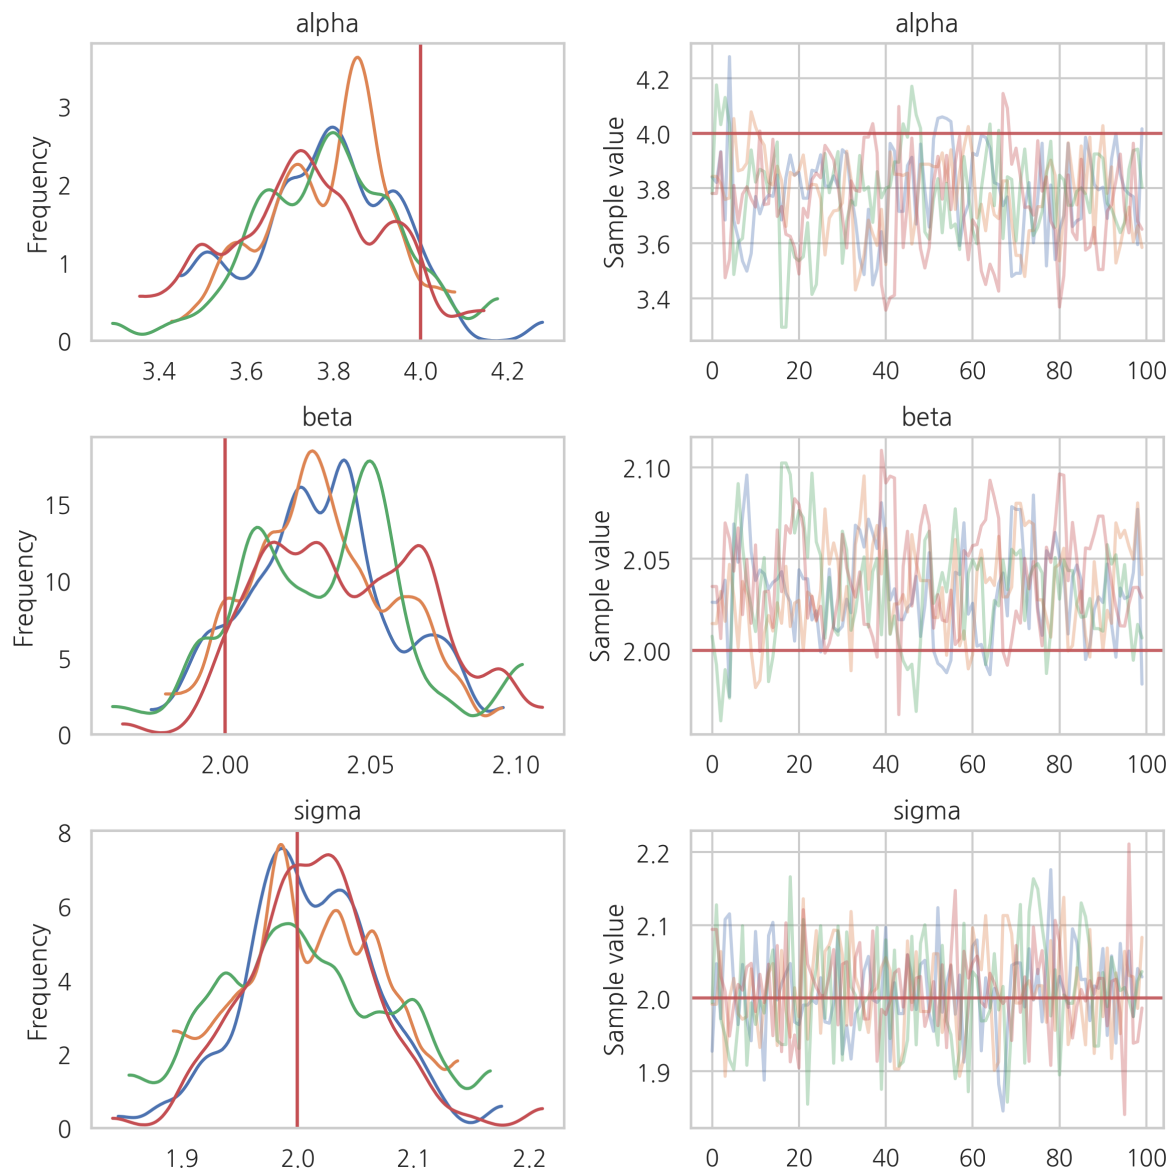 alpha
Frequency
3
2
1
0
3.4 3.6 3.8 4.0 4.2
alpha
Sample value
4.2
4.0
3.8
3.6
3.4
0 20 40 60 80 100
beta
Frequency
15
10
5
0
2.00 2.05 2.10
beta
Sample value
2.10
2.05
2.00
0 20 40 60 80 100
sigma
Frequency
8
6
4
2
0
1.9 2.0 2.1 2.2
sigma
Sample value
2.2
2.1
2.0
1.9
0 20 40 60 80 100